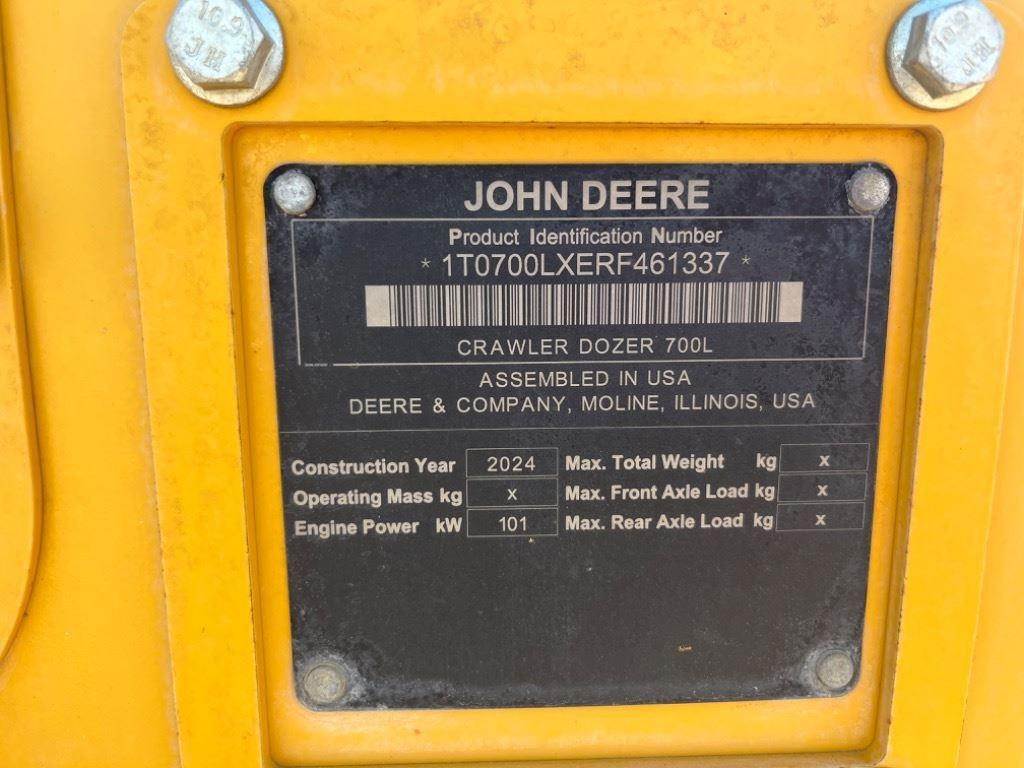 10.9
JH
10.9
JH
JOHN DEERE
Product Identification Number
* 1T0700LXERF461337 *
CRAWLER DOZER 700L
ASSEMBLED IN USA
DEERE & COMPANY, MOLINE, ILLINOIS, USA
Construction Year 2024 Max. Total Weight kg x
Operating Mass kg x Max. Front Axle Load kg x
Engine Power kW 101 Max. Rear Axle Load kg x